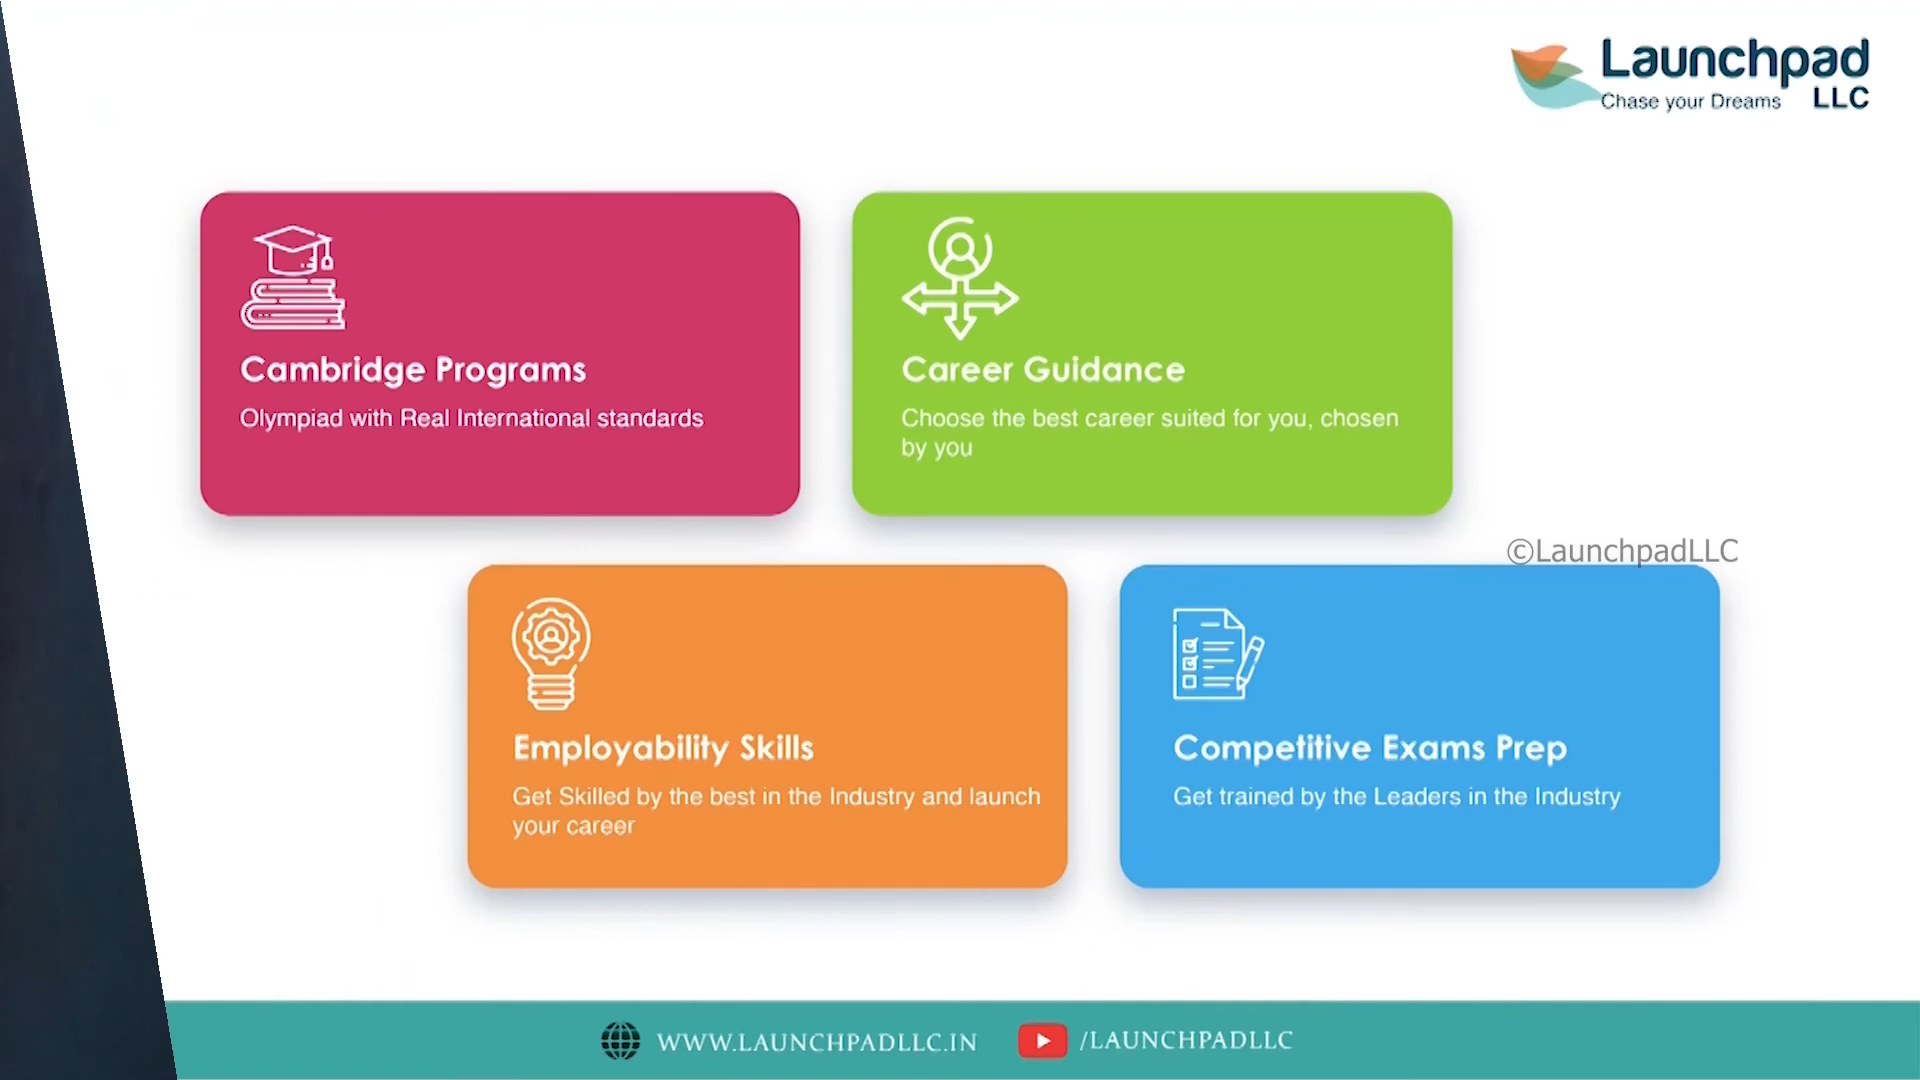 Launchpad
Chase your Dreams LLC
Cambridge Programs
Olympiad with Real International standards
Career Guidance
Choose the best career suited for you, chosen
by you
©LaunchpadLLC
Employability Skills
Get Skilled by the best in the Industry and launch
your career
Competitive Exams Prep
Get trained by the Leaders in the Industry
WWW.LAUNCHPADLLC.IN /LAUNCHPADLLC